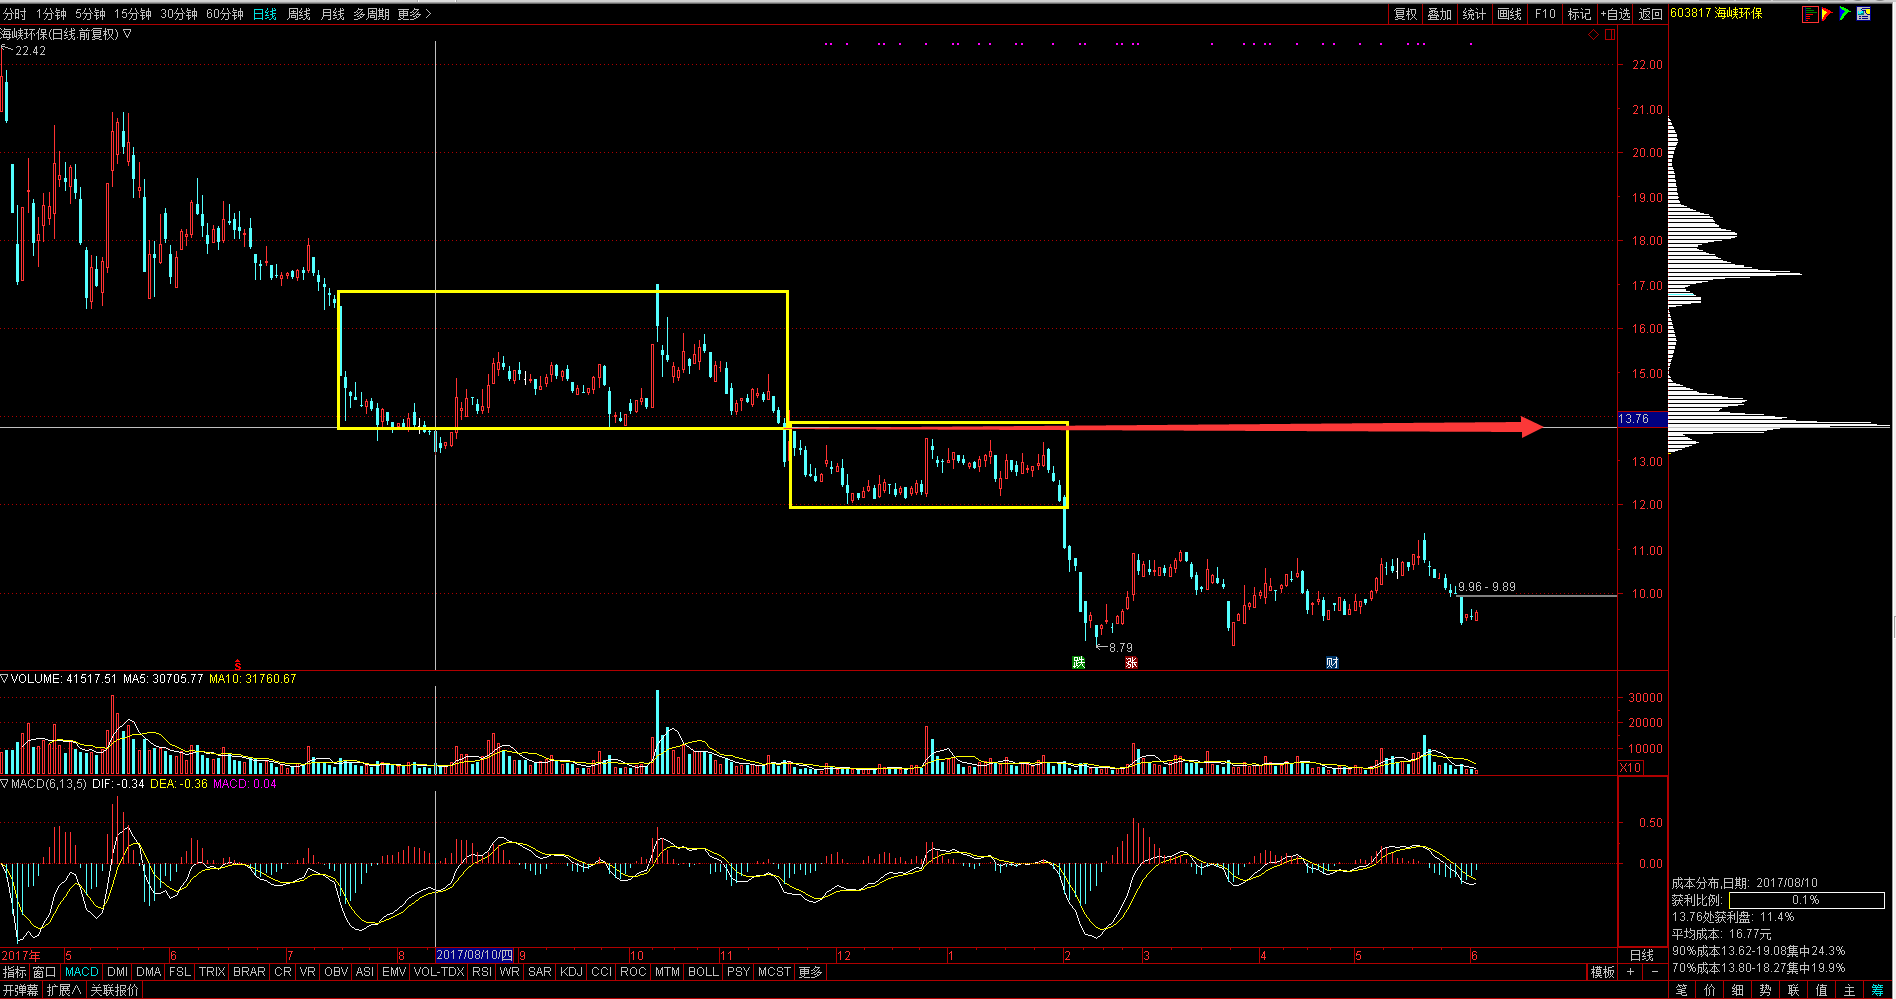 分时 1分钟 5分钟 15分钟 30分钟 60分钟 日线 周线 月线 多周期 更多 > 复权 叠加 统计 画线 F10 标记 +自选 返回 603817 海峡环保
海峡环保(日线.前复权) ▽
22.42
22.00
21.00
20.00
19.00
18.00
17.00
16.00
15.00
13.76
13.00
12.00
11.00
9.96 - 9.89
10.00
8.79
S 跌 涨 财
▽VOLUME: 41517.51 MA5: 30705.77 MA10: 31760.67
30000
20000
10000
X10
▽MACD(6,13,5) DIF: -0.34 DEA: -0.36 MACD: 0.04
0.50
0.00
成本分布,日期: 2017/08/10
获利比例: 0.1%
13.76处获利盘: 11.4%
平均成本: 16.77元
90%成本13.62-19.08集中24.3%
70%成本13.80-18.27集中19.9%
2017年 5 6 7 8 2017/08/10/四 9 10 11 12 1 2 3 4 5 6 日线
指标 窗口 MACD DMI DMA FSL TRIX BRAR CR VR OBV ASI EMV VOL-TDX RSI WR SAR KDJ CCI ROC MTM BOLL PSY MCST 更多 模板 + −
开弹幕 扩展∧ 关联报价 笔 价 细 势 联 值 主 筹